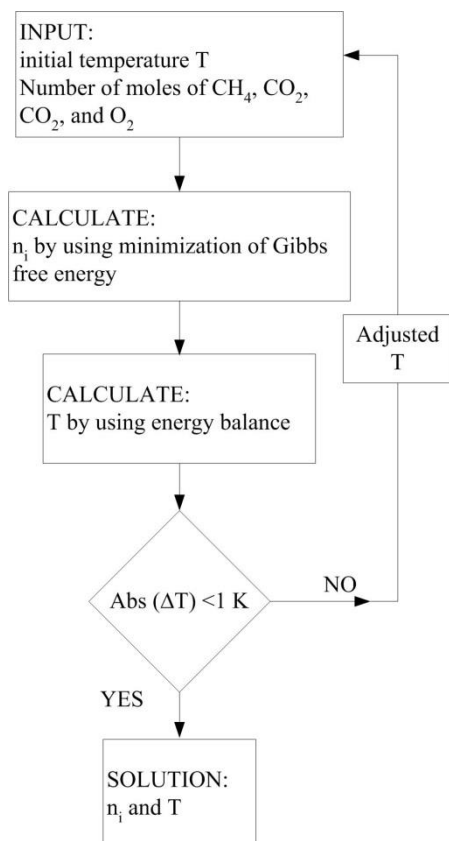 INPUT:
initial temperature T
Number of moles of CH₄, CO₂,
CO₂, and O₂
CALCULATE:
nᵢ by using minimization of Gibbs
free energy
Adjusted
T
CALCULATE:
T by using energy balance
Abs (ΔT) <1 K
NO
YES
SOLUTION:
nᵢ and T